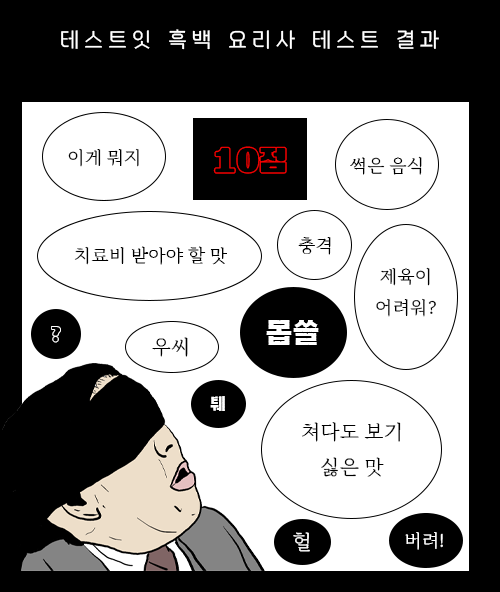 테스트잇 흑백 요리사 테스트 결과
이게 뭐지
10점
썩은 음식
치료비 받아야 할 맛
충격
제육이
어려워?
?
우씨
몹쓸
퉤
쳐다도 보기
싫은 맛
헐
버려!